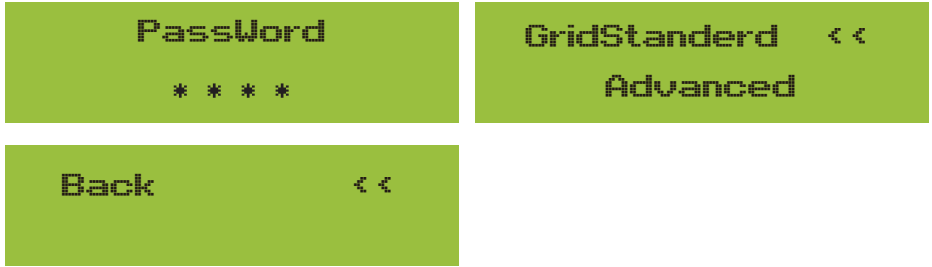 PassWord
* * * *
GridStanderd <<
Advanced
Back <<